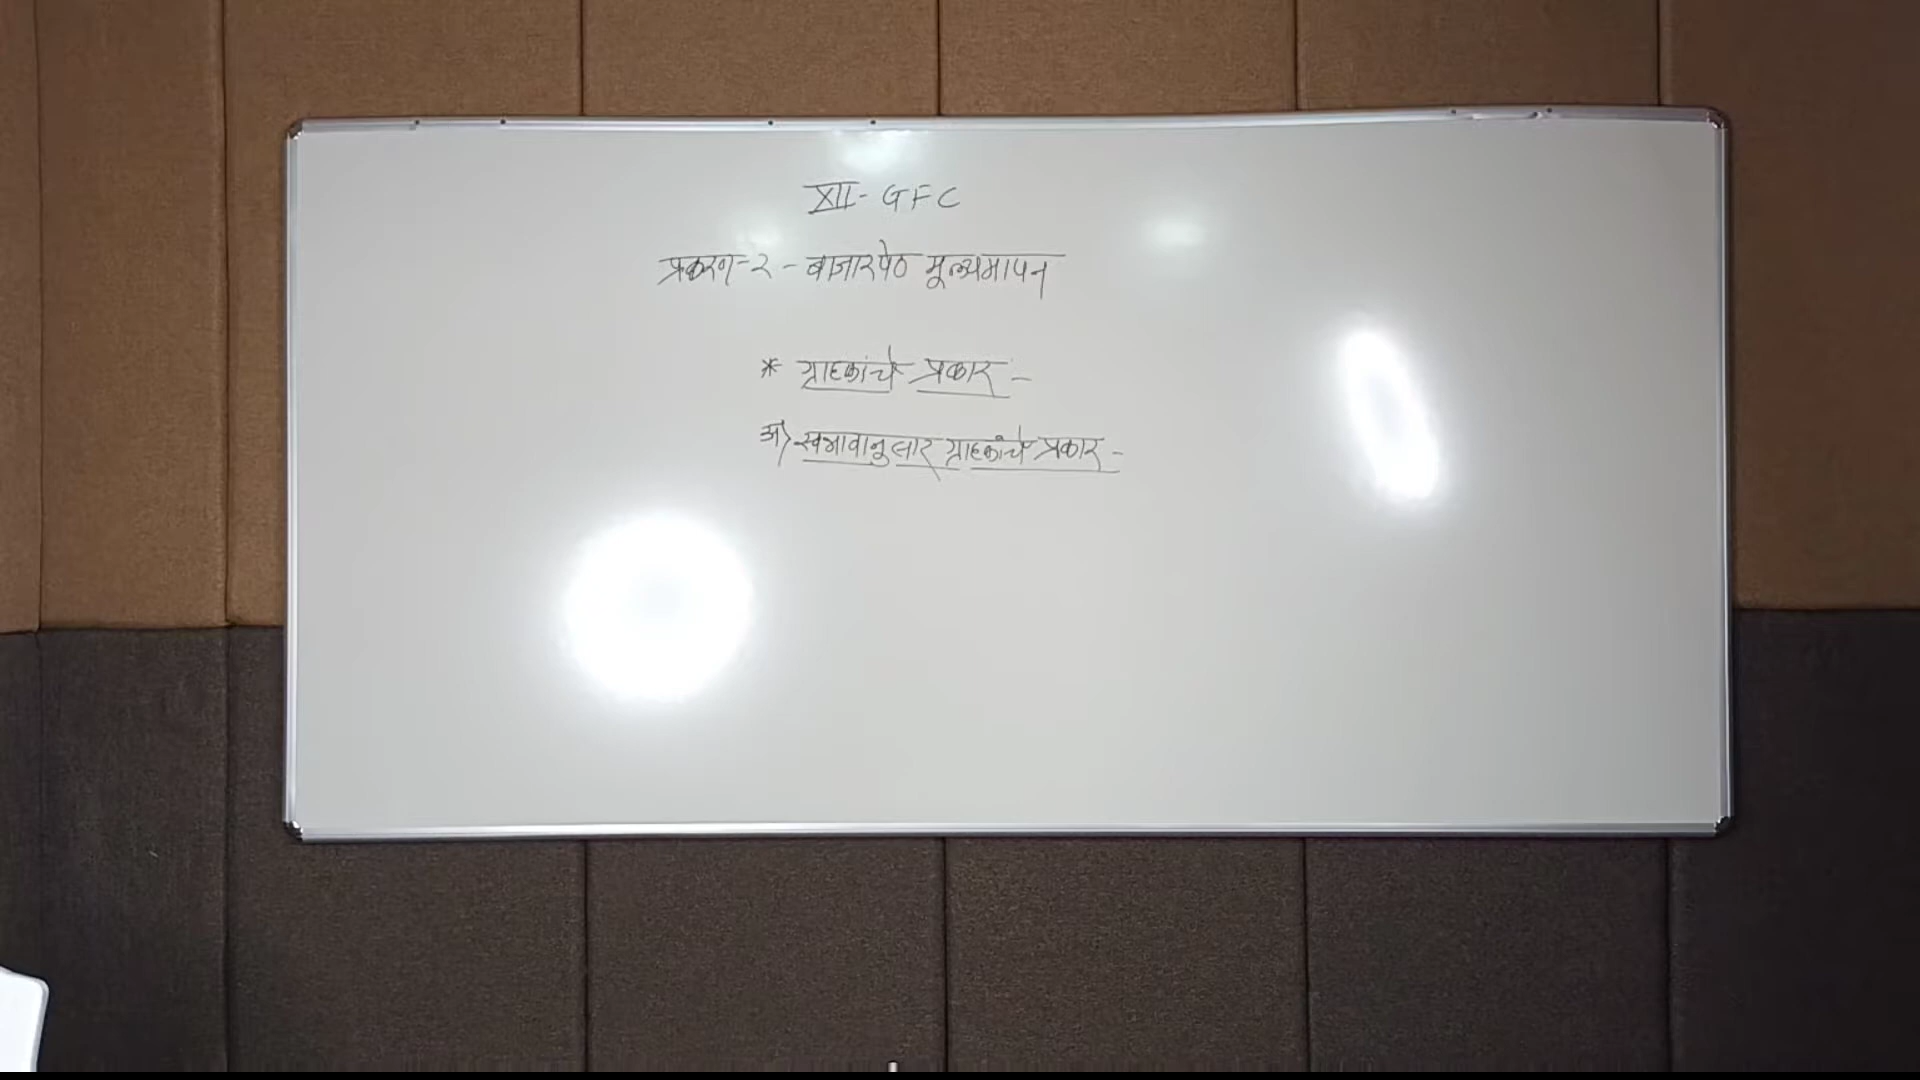 XII - GFC
प्रकरण - २ - बाजारपेठ मूल्यमापन
* ग्राहकांचे प्रकार -
अ) स्वभावानुसार ग्राहकांचे प्रकार -